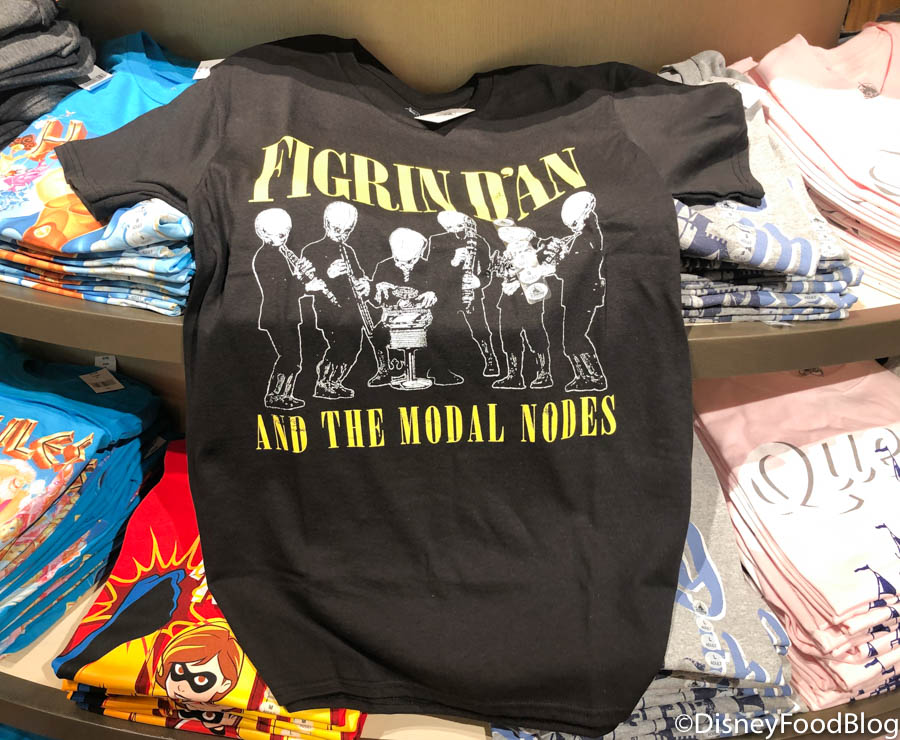 FIGRIN D'AN
AND THE MODAL NODES
©DisneyFoodBlog